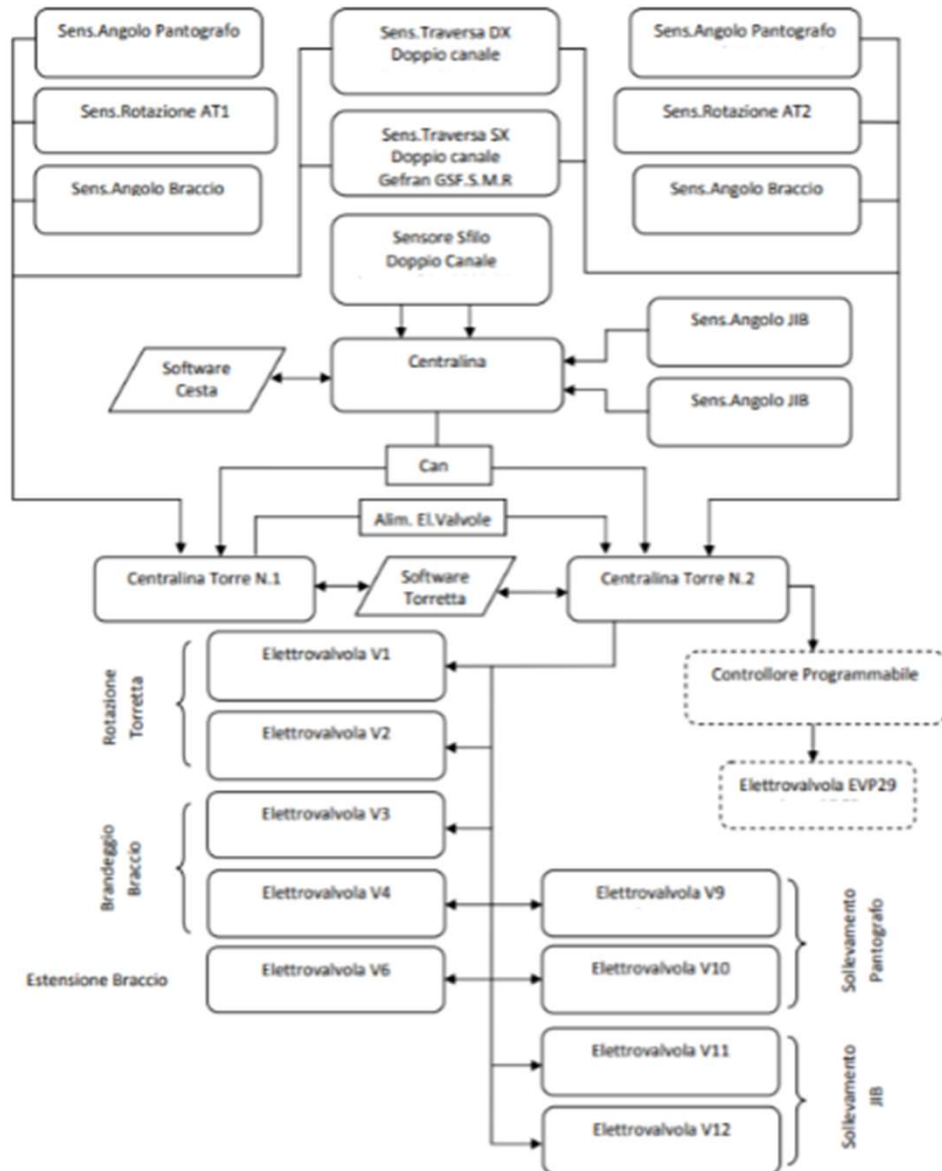 Sens.Angolo Pantografo
Sens.Traversa DX
Doppio canale
Sens.Angolo Pantografo
Sens.Rotazione AT1
Sens.Traversa SX
Doppio canale
Gefran GSF.S.M.R
Sens.Rotazione AT2
Sens.Angolo Braccio
Sens.Angolo Braccio
Sensore Sfilo
Doppio Canale
Sens.Angolo JIB
Software
Cesta
Centralina
Sens.Angolo JIB
Can
Alim. El.Valvole
Centralina Torre N.1
Software
Torretta
Centralina Torre N.2
Rotazione
Torretta
Elettrovalvola V1
Elettrovalvola V2
Controllore Programmabile
Elettrovalvola EVP29
Brandeggio
Braccio
Elettrovalvola V3
Elettrovalvola V4
Elettrovalvola V9
Estensione Braccio
Elettrovalvola V6
Elettrovalvola V10
Sollevamento
Pantografo
Elettrovalvola V11
Elettrovalvola V12
Sollevamento
JIB